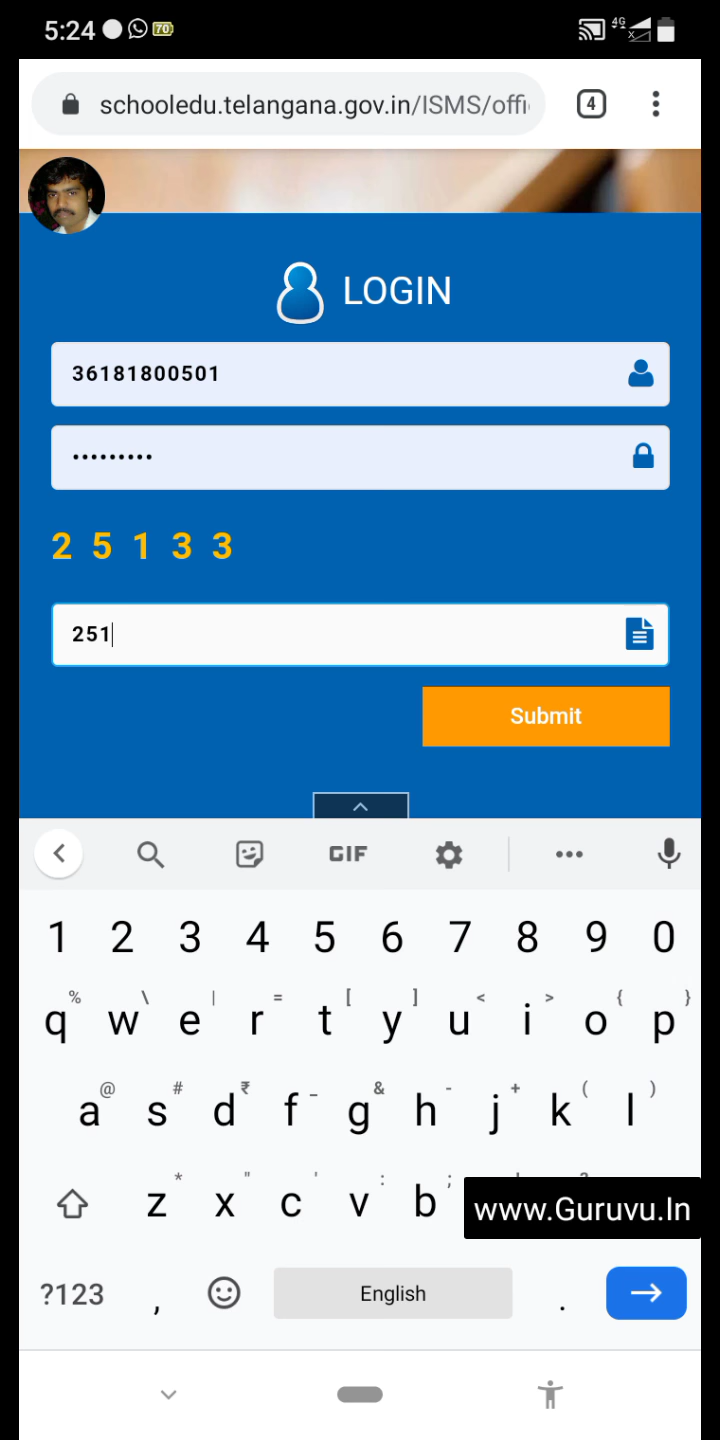 5:24 70 4G
schooledu.telangana.gov.in/ISMS/offi 4
LOGIN
36181800501
•••••••••
2 5 1 3 3
251
Submit
GIF
1 2 3 4 5 6 7 8 9 0
% \ | = [ ] < > { }
q w e r t y u i o p
@ # ₹ _ & - + ( )
a s d f g h j k l
* " ' : ;
z x c v b
www.Guruvu.In
?123 , English .